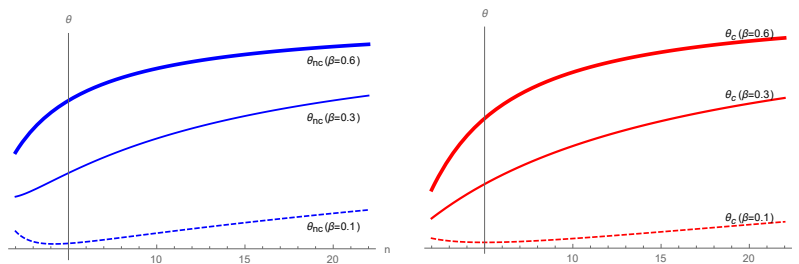 θ
θnc(β=0.6)
θnc(β=0.3)
θnc(β=0.1)
10 15 20 n
θ
θc(β=0.6)
θc(β=0.3)
θc(β=0.1)
10 15 20